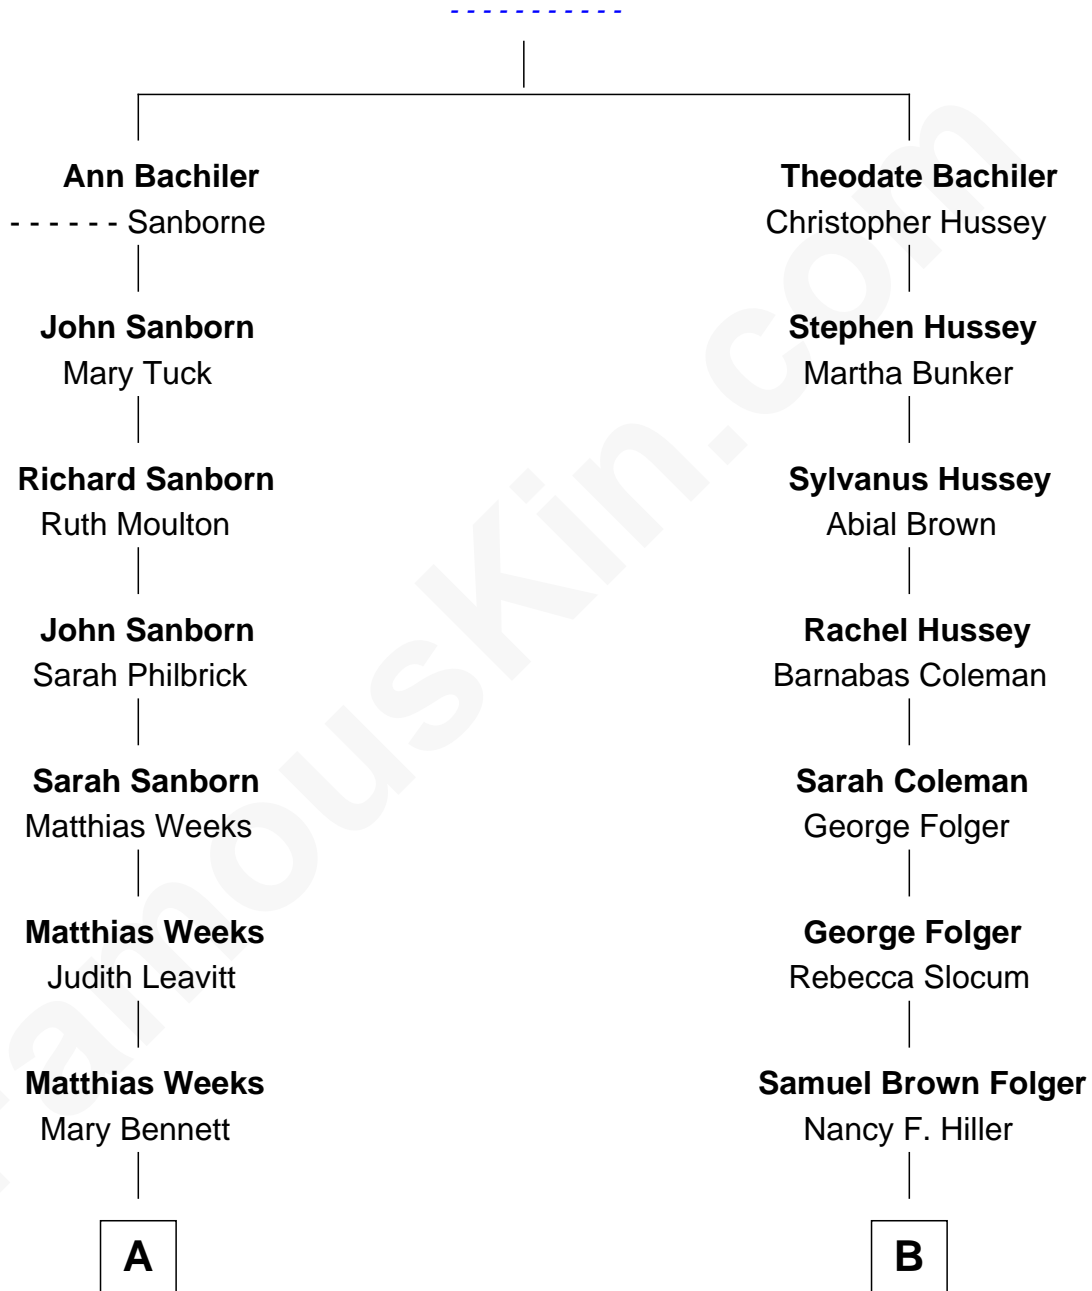 - - - - - - - - - - -
Ann Bachiler
Theodate Bachiler
- - - - - - Sanborne
Christopher Hussey
John Sanborn
Stephen Hussey
Mary Tuck
Martha Bunker
Richard Sanborn
Sylvanus Hussey
Ruth Moulton
Abial Brown
John Sanborn
Rachel Hussey
Sarah Philbrick
Barnabas Coleman
Sarah Sanborn
Sarah Coleman
Matthias Weeks
George Folger
Matthias Weeks
George Folger
Judith Leavitt
Rebecca Slocum
Matthias Weeks
Samuel Brown Folger
Mary Bennett
Nancy F. Hiller
A
B
FamousKin.com